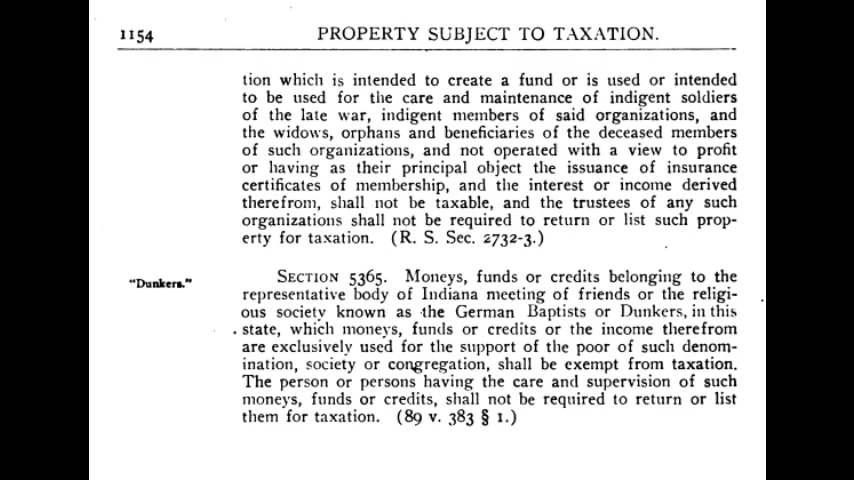 1154 PROPERTY SUBJECT TO TAXATION.
tion which is intended to create a fund or is used or intended
to be used for the care and maintenance of indigent soldiers
of the late war, indigent members of said organizations, and
the widows, orphans and beneficiaries of the deceased members
of such organizations, and not operated with a view to profit
or having as their principal object the issuance of insurance
certificates of membership, and the interest or income derived
therefrom, shall not be taxable, and the trustees of any such
organizations shall not be required to return or list such prop-
erty for taxation. (R. S. Sec. 2732-3.)
"Dunkers."
SECTION 5365. Moneys, funds or credits belonging to the
representative body of Indiana meeting of friends or the religi-
ous society known as the German Baptists or Dunkers, in this
state, which moneys, funds or credits or the income therefrom
are exclusively used for the support of the poor of such denom-
ination, society or congregation, shall be exempt from taxation.
The person or persons having the care and supervision of such
moneys, funds or credits, shall not be required to return or list
them for taxation. (89 v. 383 § 1.)